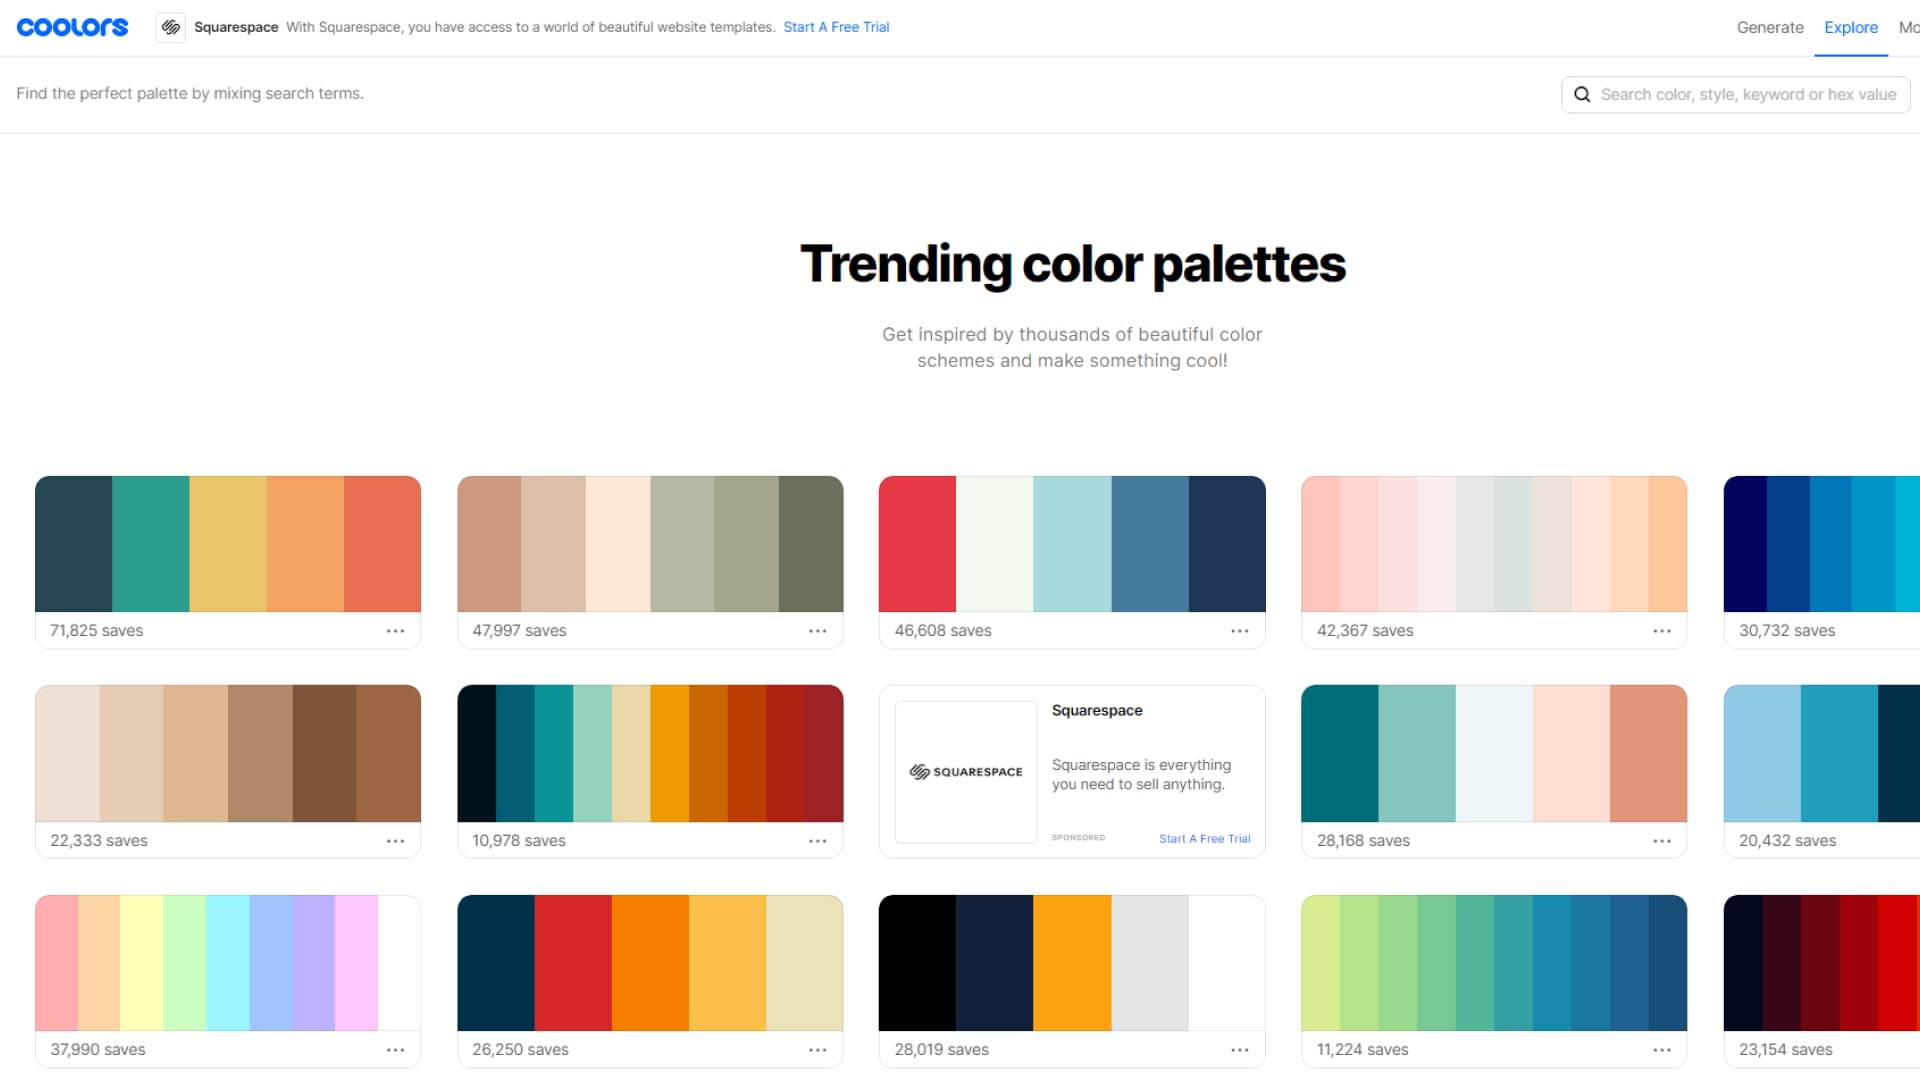 coolors
Squarespace With Squarespace, you have access to a world of beautiful website templates. Start A Free Trial
Generate Explore Mo
Find the perfect palette by mixing search terms.
Search color, style, keyword or hex value
Trending color palettes
Get inspired by thousands of beautiful color
schemes and make something cool!
71,825 saves
47,997 saves
46,608 saves
42,367 saves
30,732 saves
22,333 saves
10,978 saves
SQUARESPACE
Squarespace
Squarespace is everything
you need to sell anything.
SPONSORED
Start A Free Trial
28,168 saves
20,432 saves
37,990 saves
26,250 saves
28,019 saves
11,224 saves
23,154 saves